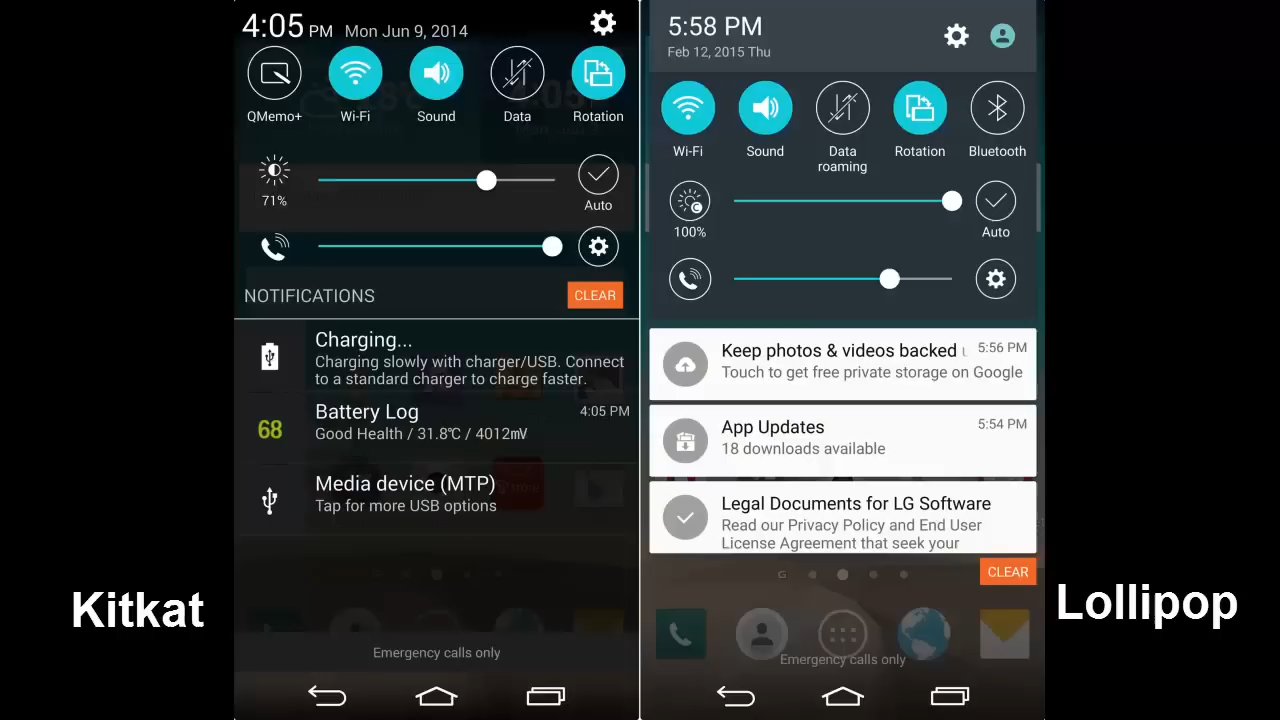 4:05 PM Mon Jun 9, 2014
QMemo+ Wi-Fi Sound Data Rotation
71% Auto
NOTIFICATIONS CLEAR
Charging...
Charging slowly with charger/USB. Connect
to a standard charger to charge faster.
68
Battery Log 4:05 PM
Good Health / 31.8℃ / 4012mV
Media device (MTP)
Tap for more USB options
Emergency calls only
Kitkat
5:58 PM
Feb 12, 2015 Thu
Wi-Fi Sound Data Rotation Bluetooth
roaming
100% Auto
Keep photos & videos backed 5:56 PM
Touch to get free private storage on Google
App Updates 5:54 PM
18 downloads available
Legal Documents for LG Software
Read our Privacy Policy and End User
License Agreement that seek your
CLEAR
Emergency calls only
Lollipop